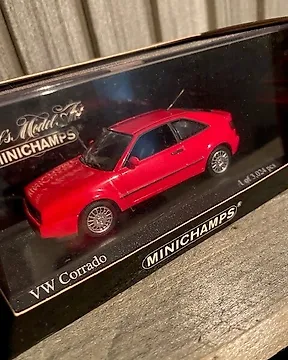 's Model Art
MINICHAMPS
1 of 3.024 pcs
MINICHAMPS®
VW Corrado